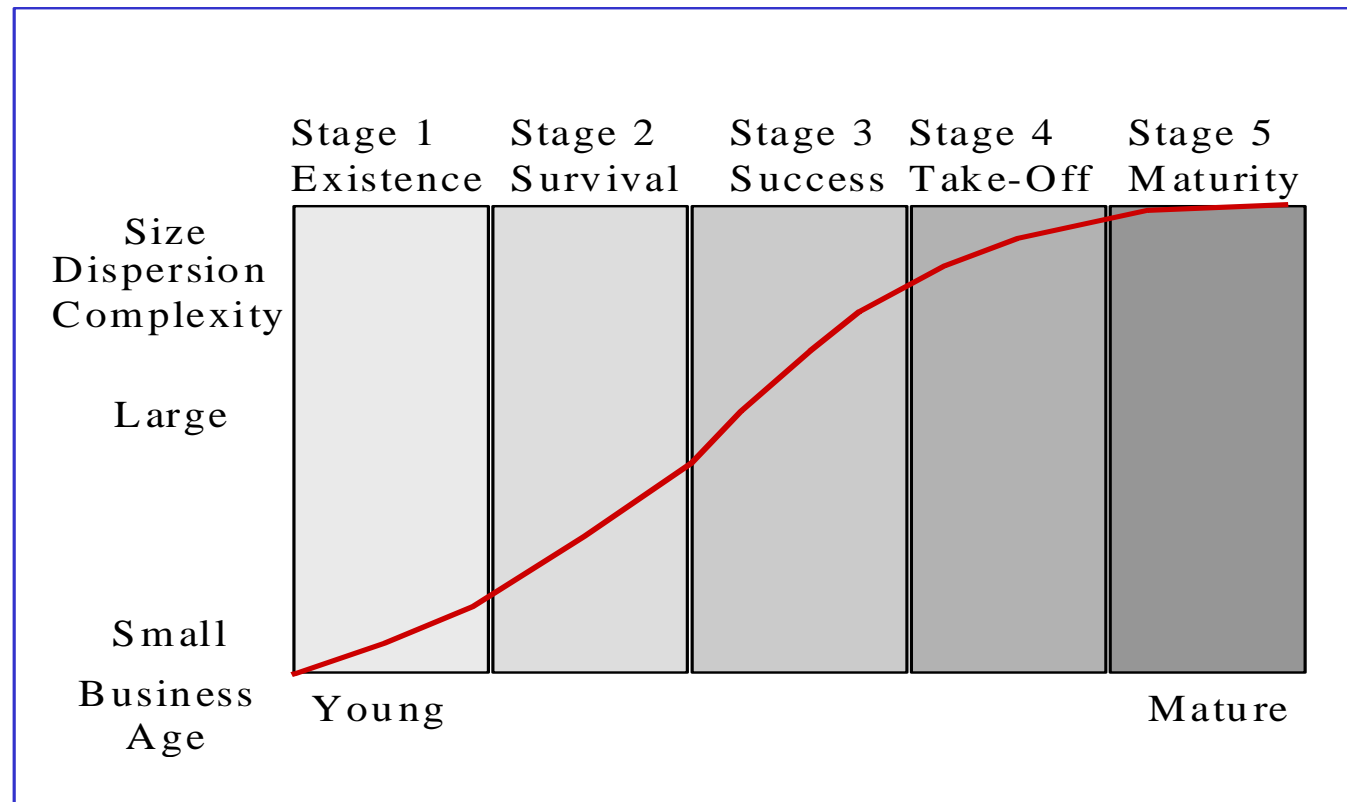 Stage 1 Stage 2 Stage 3 Stage 4 Stage 5
Existence Survival Success Take-Off Maturity
Size
Dispersion
Complexity
Large
Small
Business
Age
Young Mature